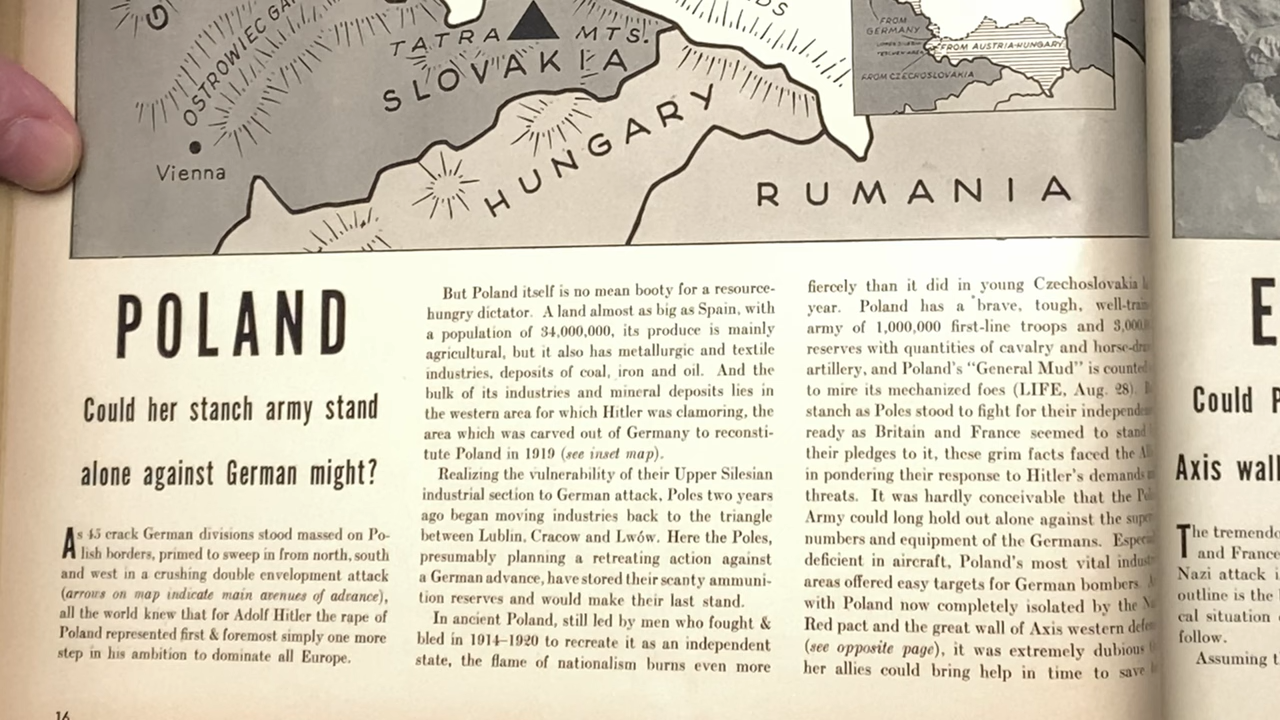 G
OSTROWIEC GA
TATRA MTS.
DS
SLOVAKIA
Vienna
HUNGARY
RUMANIA
FROM
GERMANY
FROM AUSTRIA-HUNGARY
FROM CZECHOSLOVAKIA
POLAND
Could her stanch army stand
alone against German might?
As 45 crack German divisions stood massed on Po-
lish borders, primed to sweep in from north, south
and west in a crushing double envelopment attack
(arrows on map indicate main avenues of advance),
all the world knew that for Adolf Hitler the rape of
Poland represented first & foremost simply one more
step in his ambition to dominate all Europe.
16
But Poland itself is no mean booty for a resource-
hungry dictator. A land almost as big as Spain, with
a population of 34,000,000, its produce is mainly
agricultural, but it also has metallurgic and textile
industries, deposits of coal, iron and oil. And the
bulk of its industries and mineral deposits lies in
the western area for which Hitler was clamoring, the
area which was carved out of Germany to reconsti-
tute Poland in 1919 (see inset map).
Realizing the vulnerability of their Upper Silesian
industrial section to German attack, Poles two years
ago began moving industries back to the triangle
between Lublin, Cracow and Lwów. Here the Poles,
presumably planning a retreating action against
a German advance, have stored their scanty ammuni-
tion reserves and would make their last stand.
In ancient Poland, still led by men who fought &
bled in 1914-1920 to recreate it as an independent
state, the flame of nationalism burns even more
fiercely than it did in young Czechoslovakia
year. Poland has a brave, tough, well-trai
army of 1,000,000 first-line troops and 3,000
reserves with quantities of cavalry and horse-dra
artillery, and Poland's "General Mud" is counted
to mire its mechanized foes (LIFE, Aug. 28).
stanch as Poles stood to fight for their independe
ready as Britain and France seemed to stand
their pledges to it, these grim facts faced the
in pondering their response to Hitler's demands
threats. It was hardly conceivable that the
Army could long hold out alone against the
numbers and equipment of the Germans. Espec
deficient in aircraft, Poland's most vital indust
areas offered easy targets for German bombers.
with Poland now completely isolated by the
Red pact and the great wall of Axis western defe
(see opposite page), it was extremely dubious
her allies could bring help in time to save
E
Could P
Axis wall
The tremendo
and France
Nazi attack i
outline is the
cal situation
follow.
Assuming t